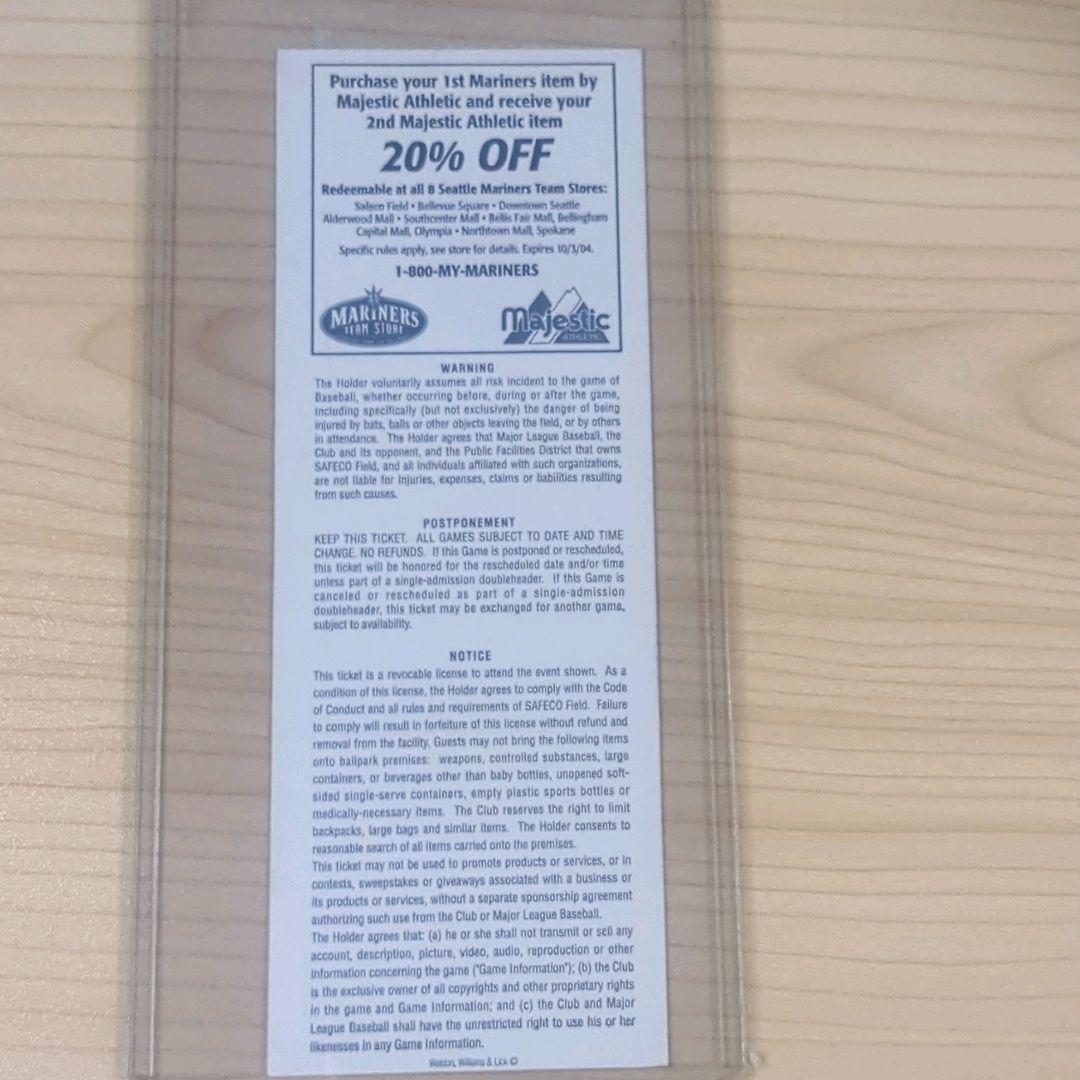 Purchase your 1st Mariners item by
Majestic Athletic and receive your
2nd Majestic Athletic item
20% OFF
Redeemable at all 8 Seattle Mariners Team Stores:
Safeco Field • Bellevue Square • Downtown Seattle
Alderwood Mall • Southcenter Mall • Bellis Fair Mall, Bellingham
Capital Mall, Olympia • Northtown Mall, Spokane
Specific rules apply, see store for details. Expires 10/3/04.
1-800-MY-MARINERS
MARINERS
TEAM STORE
Majestic
ATHLETIC
WARNING
The Holder voluntarily assumes all risk incident to the game of
Baseball, whether occurring before, during or after the game,
including specifically (but not exclusively) the danger of being
injured by bats, balls or other objects leaving the field, or by others
in attendance. The Holder agrees that Major League Baseball, the
Club and its opponent, and the Public Facilities District that owns
SAFECO Field, and all individuals affiliated with such organizations,
are not liable for injuries, expenses, claims or liabilities resulting
from such causes.
POSTPONEMENT
KEEP THIS TICKET. ALL GAMES SUBJECT TO DATE AND TIME
CHANGE. NO REFUNDS. If this Game is postponed or rescheduled,
this ticket will be honored for the rescheduled date and/or time
unless part of a single-admission doubleheader. If this Game is
canceled or rescheduled as part of a single-admission
doubleheader, this ticket may be exchanged for another game,
subject to availability.
NOTICE
This ticket is a revocable license to attend the event shown. As a
condition of this license, the Holder agrees to comply with the Code
of Conduct and all rules and requirements of SAFECO Field. Failure
to comply will result in forfeiture of this license without refund and
removal from the facility. Guests may not bring the following items
onto ballpark premises: weapons, controlled substances, large
containers, or beverages other than baby bottles, unopened soft-
sided single-serve containers, empty plastic sports bottles or
medically-necessary items. The Club reserves the right to limit
backpacks, large bags and similar items. The Holder consents to
reasonable search of all items carried onto the premises.
This ticket may not be used to promote products or services, or in
contests, sweepstakes or giveaways associated with a business or
its products or services, without a separate sponsorship agreement
authorizing such use from the Club or Major League Baseball.
The Holder agrees that: (a) he or she shall not transmit or sell any
account, description, picture, video, audio, reproduction or other
information concerning the game ("Game Information"); (b) the Club
is the exclusive owner of all copyrights and other proprietary rights
in the game and Game Information; and (c) the Club and Major
League Baseball shall have the unrestricted right to use his or her
likenesses in any Game Information.
Weldon, Williams & Lick ©